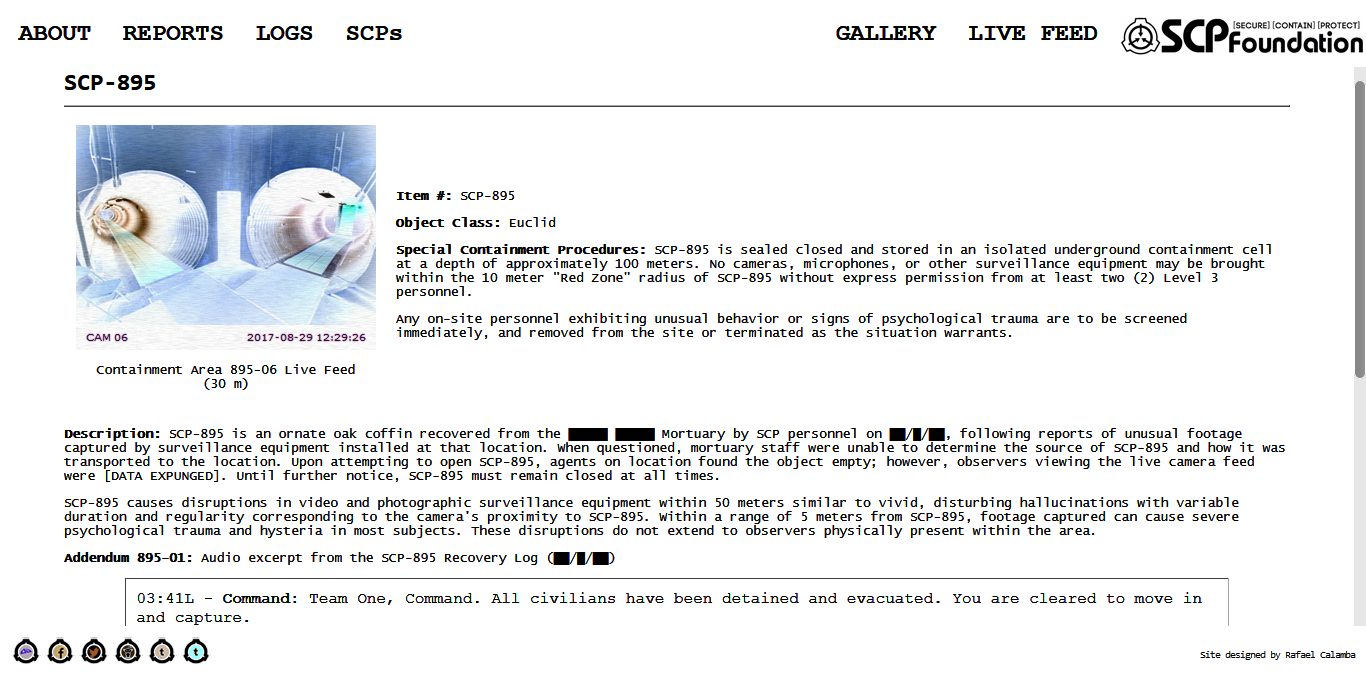 ABOUT REPORTS LOGS SCPs GALLERY LIVE FEED [SECURE] [CONTAIN] [PROTECT]
SCP Foundation
SCP-895
Item #: SCP-895
Object Class: Euclid
Special Containment Procedures: SCP-895 is sealed closed and stored in an isolated underground containment cell
at a depth of approximately 100 meters. No cameras, microphones, or other surveillance equipment may be brought
within the 10 meter "Red Zone" radius of SCP-895 without express permission from at least two (2) Level 3
personnel.
Any on-site personnel exhibiting unusual behavior or signs of psychological trauma are to be screened
immediately, and removed from the site or terminated as the situation warrants.
CAM 06 2017-08-29 12:29:26
Containment Area 895-06 Live Feed
(30 m)
Description: SCP-895 is an ornate oak coffin recovered from the █████ █████ Mortuary by SCP personnel on ██/█/██, following reports of unusual footage
captured by surveillance equipment installed at that location. When questioned, mortuary staff were unable to determine the source of SCP-895 and how it was
transported to the location. Upon attempting to open SCP-895, agents on location found the object empty; however, observers viewing the live camera feed
were [DATA EXPUNGED]. Until further notice, SCP-895 must remain closed at all times.
SCP-895 causes disruptions in video and photographic surveillance equipment within 50 meters similar to vivid, disturbing hallucinations with variable
duration and regularity corresponding to the camera's proximity to SCP-895. Within a range of 5 meters from SCP-895, footage captured can cause severe
psychological trauma and hysteria in most subjects. These disruptions do not extend to observers physically present within the area.
Addendum 895-01: Audio excerpt from the SCP-895 Recovery Log (██/█/██)
03:41L - Command: Team One, Command. All civilians have been detained and evacuated. You are cleared to move in
and capture.
f t t
Site designed by Rafael Calamba